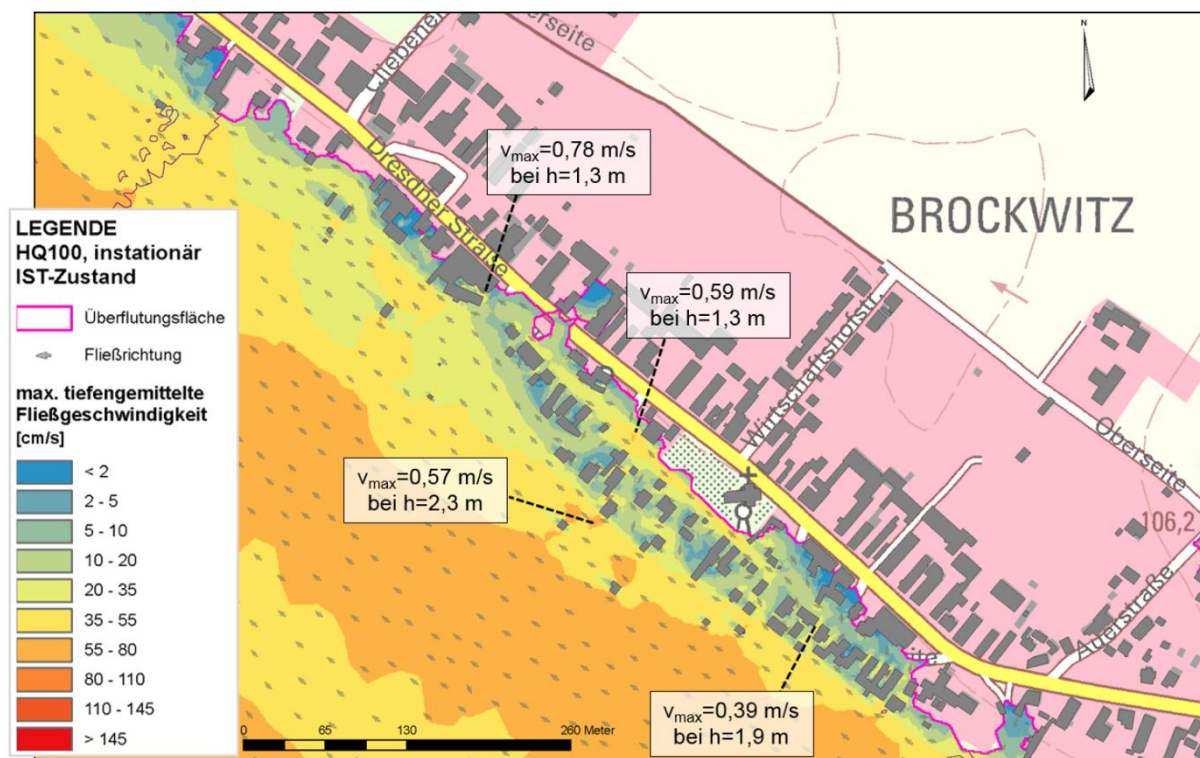 erseite
N
Dresdner Straße
v_max=0,78 m/s
bei h=1,3 m
BROCKWITZ
LEGENDE
HQ100, instationär
IST-Zustand
Überflutungsfläche
Fließrichtung
max. tiefengemittelte
Fließgeschwindigkeit
[cm/s]
< 2
2 - 5
5 - 10
10 - 20
20 - 35
35 - 55
55 - 80
80 - 110
110 - 145
> 145
v_max=0,59 m/s
bei h=1,3 m
Wirtschaftshofstr.
Oberseite
v_max=0,57 m/s
bei h=2,3 m
106,2
Auerstraße
v_max=0,39 m/s
bei h=1,9 m
0 65 130 260 Meter